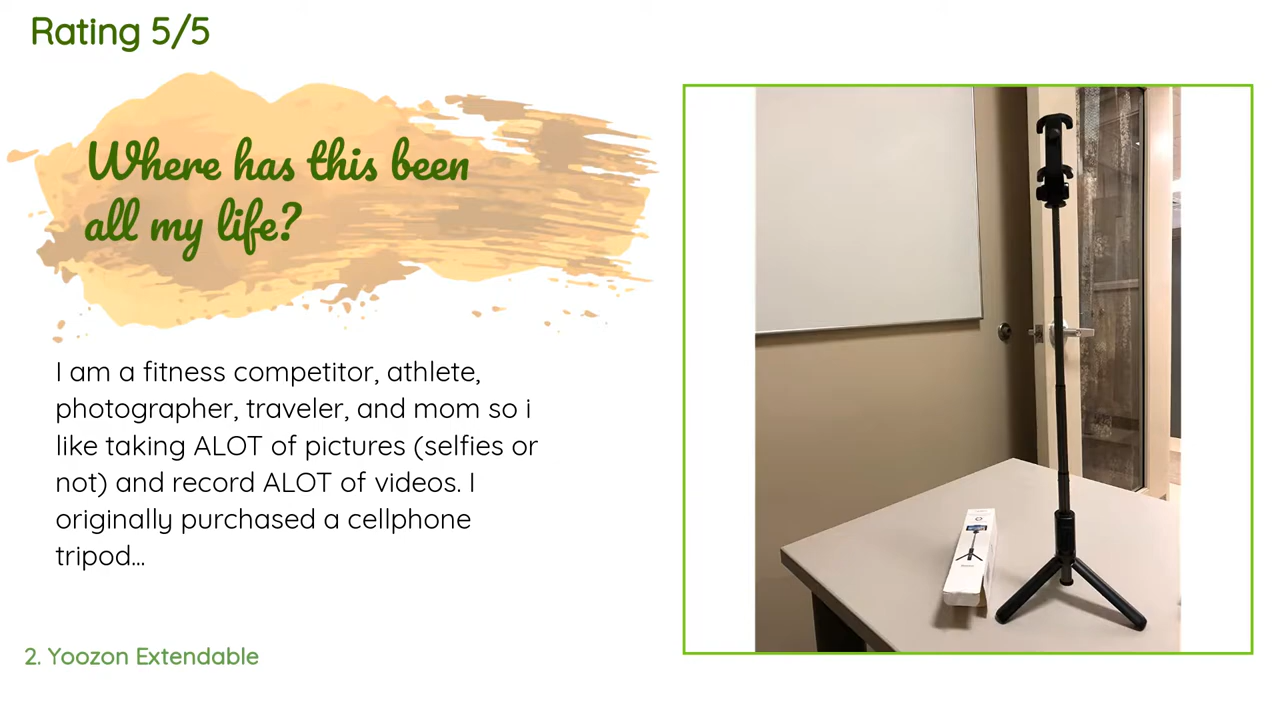 Rating 5/5
Where has this been
all my life?
I am a fitness competitor, athlete,
photographer, traveler, and mom so i
like taking ALOT of pictures (selfies or
not) and record ALOT of videos. I
originally purchased a cellphone
tripod...
2. Yoozon Extendable